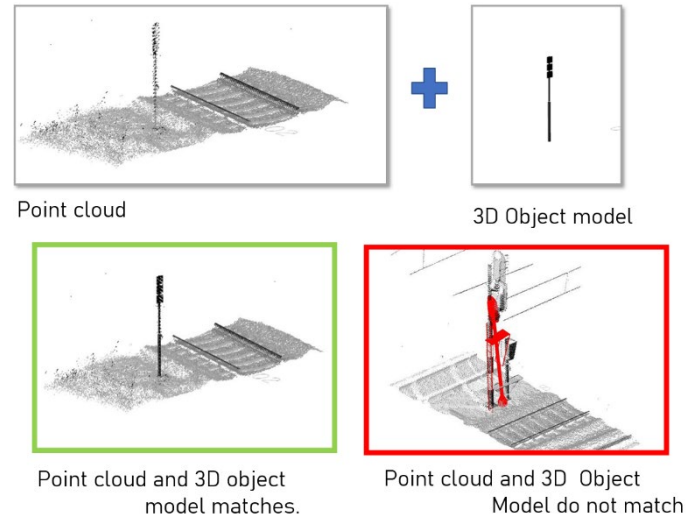 Point cloud
3D Object model
Point cloud and 3D object
model matches.
Point cloud and 3D Object
Model do not match